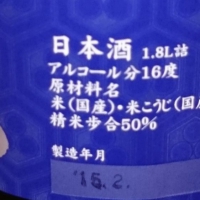 日本酒 1.8L詰
アルコール分16度
原材料名
米(国産)・米こうじ(国産
精米歩合50%
製造年月
15.2.